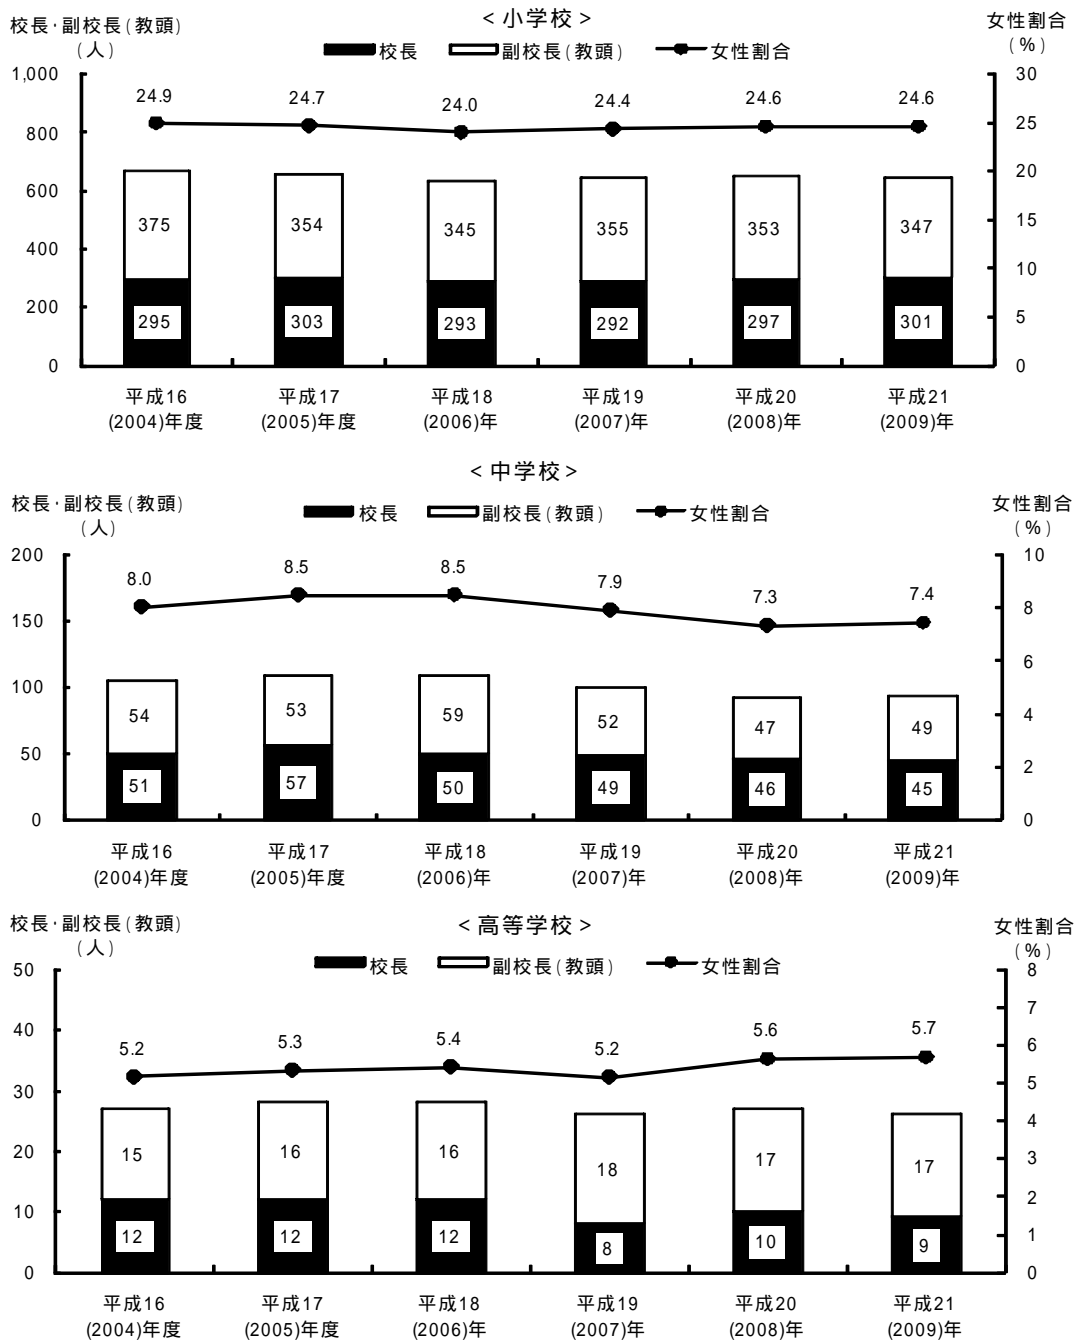 <小学校>
校長・副校長(教頭)
(人)
女性割合
(%)
校長 副校長(教頭) 女性割合
1,000
800
600
400
200
0
30
25
20
15
10
5
0
24.9 24.7 24.0 24.4 24.6 24.6
375 354 345 355 353 347
295 303 293 292 297 301
平成16 平成17 平成18 平成19 平成20 平成21
(2004)年度 (2005)年度 (2006)年 (2007)年 (2008)年 (2009)年
<中学校>
校長・副校長(教頭)
(人)
女性割合
(%)
校長 副校長(教頭) 女性割合
200
150
100
50
0
10
8
6
4
2
0
8.0 8.5 8.5 7.9 7.3 7.4
54 53 59 52 47 49
51 57 50 49 46 45
平成16 平成17 平成18 平成19 平成20 平成21
(2004)年度 (2005)年度 (2006)年 (2007)年 (2008)年 (2009)年
<高等学校>
校長・副校長(教頭)
(人)
女性割合
(%)
校長 副校長(教頭) 女性割合
50
40
30
20
10
0
8
7
6
5
4
3
2
1
0
5.2 5.3 5.4 5.2 5.6 5.7
15 16 16 18 17 17
12 12 12 8 10 9
平成16 平成17 平成18 平成19 平成20 平成21
(2004)年度 (2005)年度 (2006)年 (2007)年 (2008)年 (2009)年